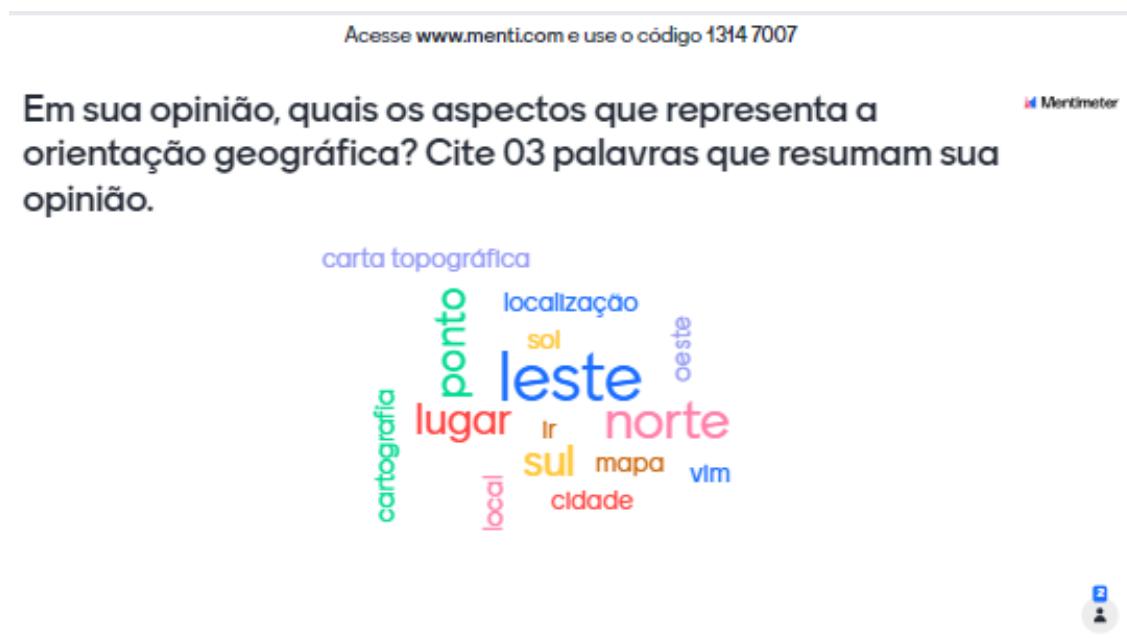 Acesse www.menti.com e use o código 1314 7007
Em sua opinião, quais os aspectos que representa a
orientação geográfica? Cite 03 palavras que resumam sua
opinião.
Mentimeter
carta topográfica
ponto
localização
sol
oeste
leste
cartografia
lugar
ir
norte
sul
mapa
vim
local
cidade
2